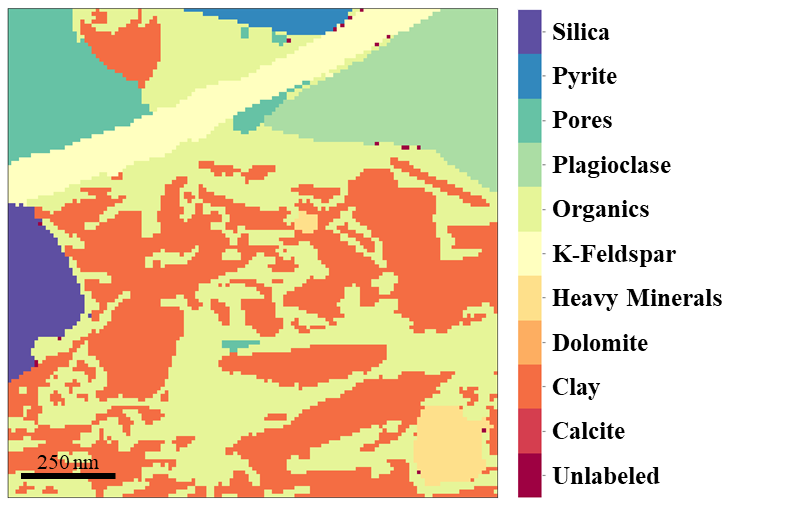 Silica
Pyrite
Pores
Plagioclase
Organics
K-Feldspar
Heavy Minerals
Dolomite
Clay
Calcite
Unlabeled
250 nm